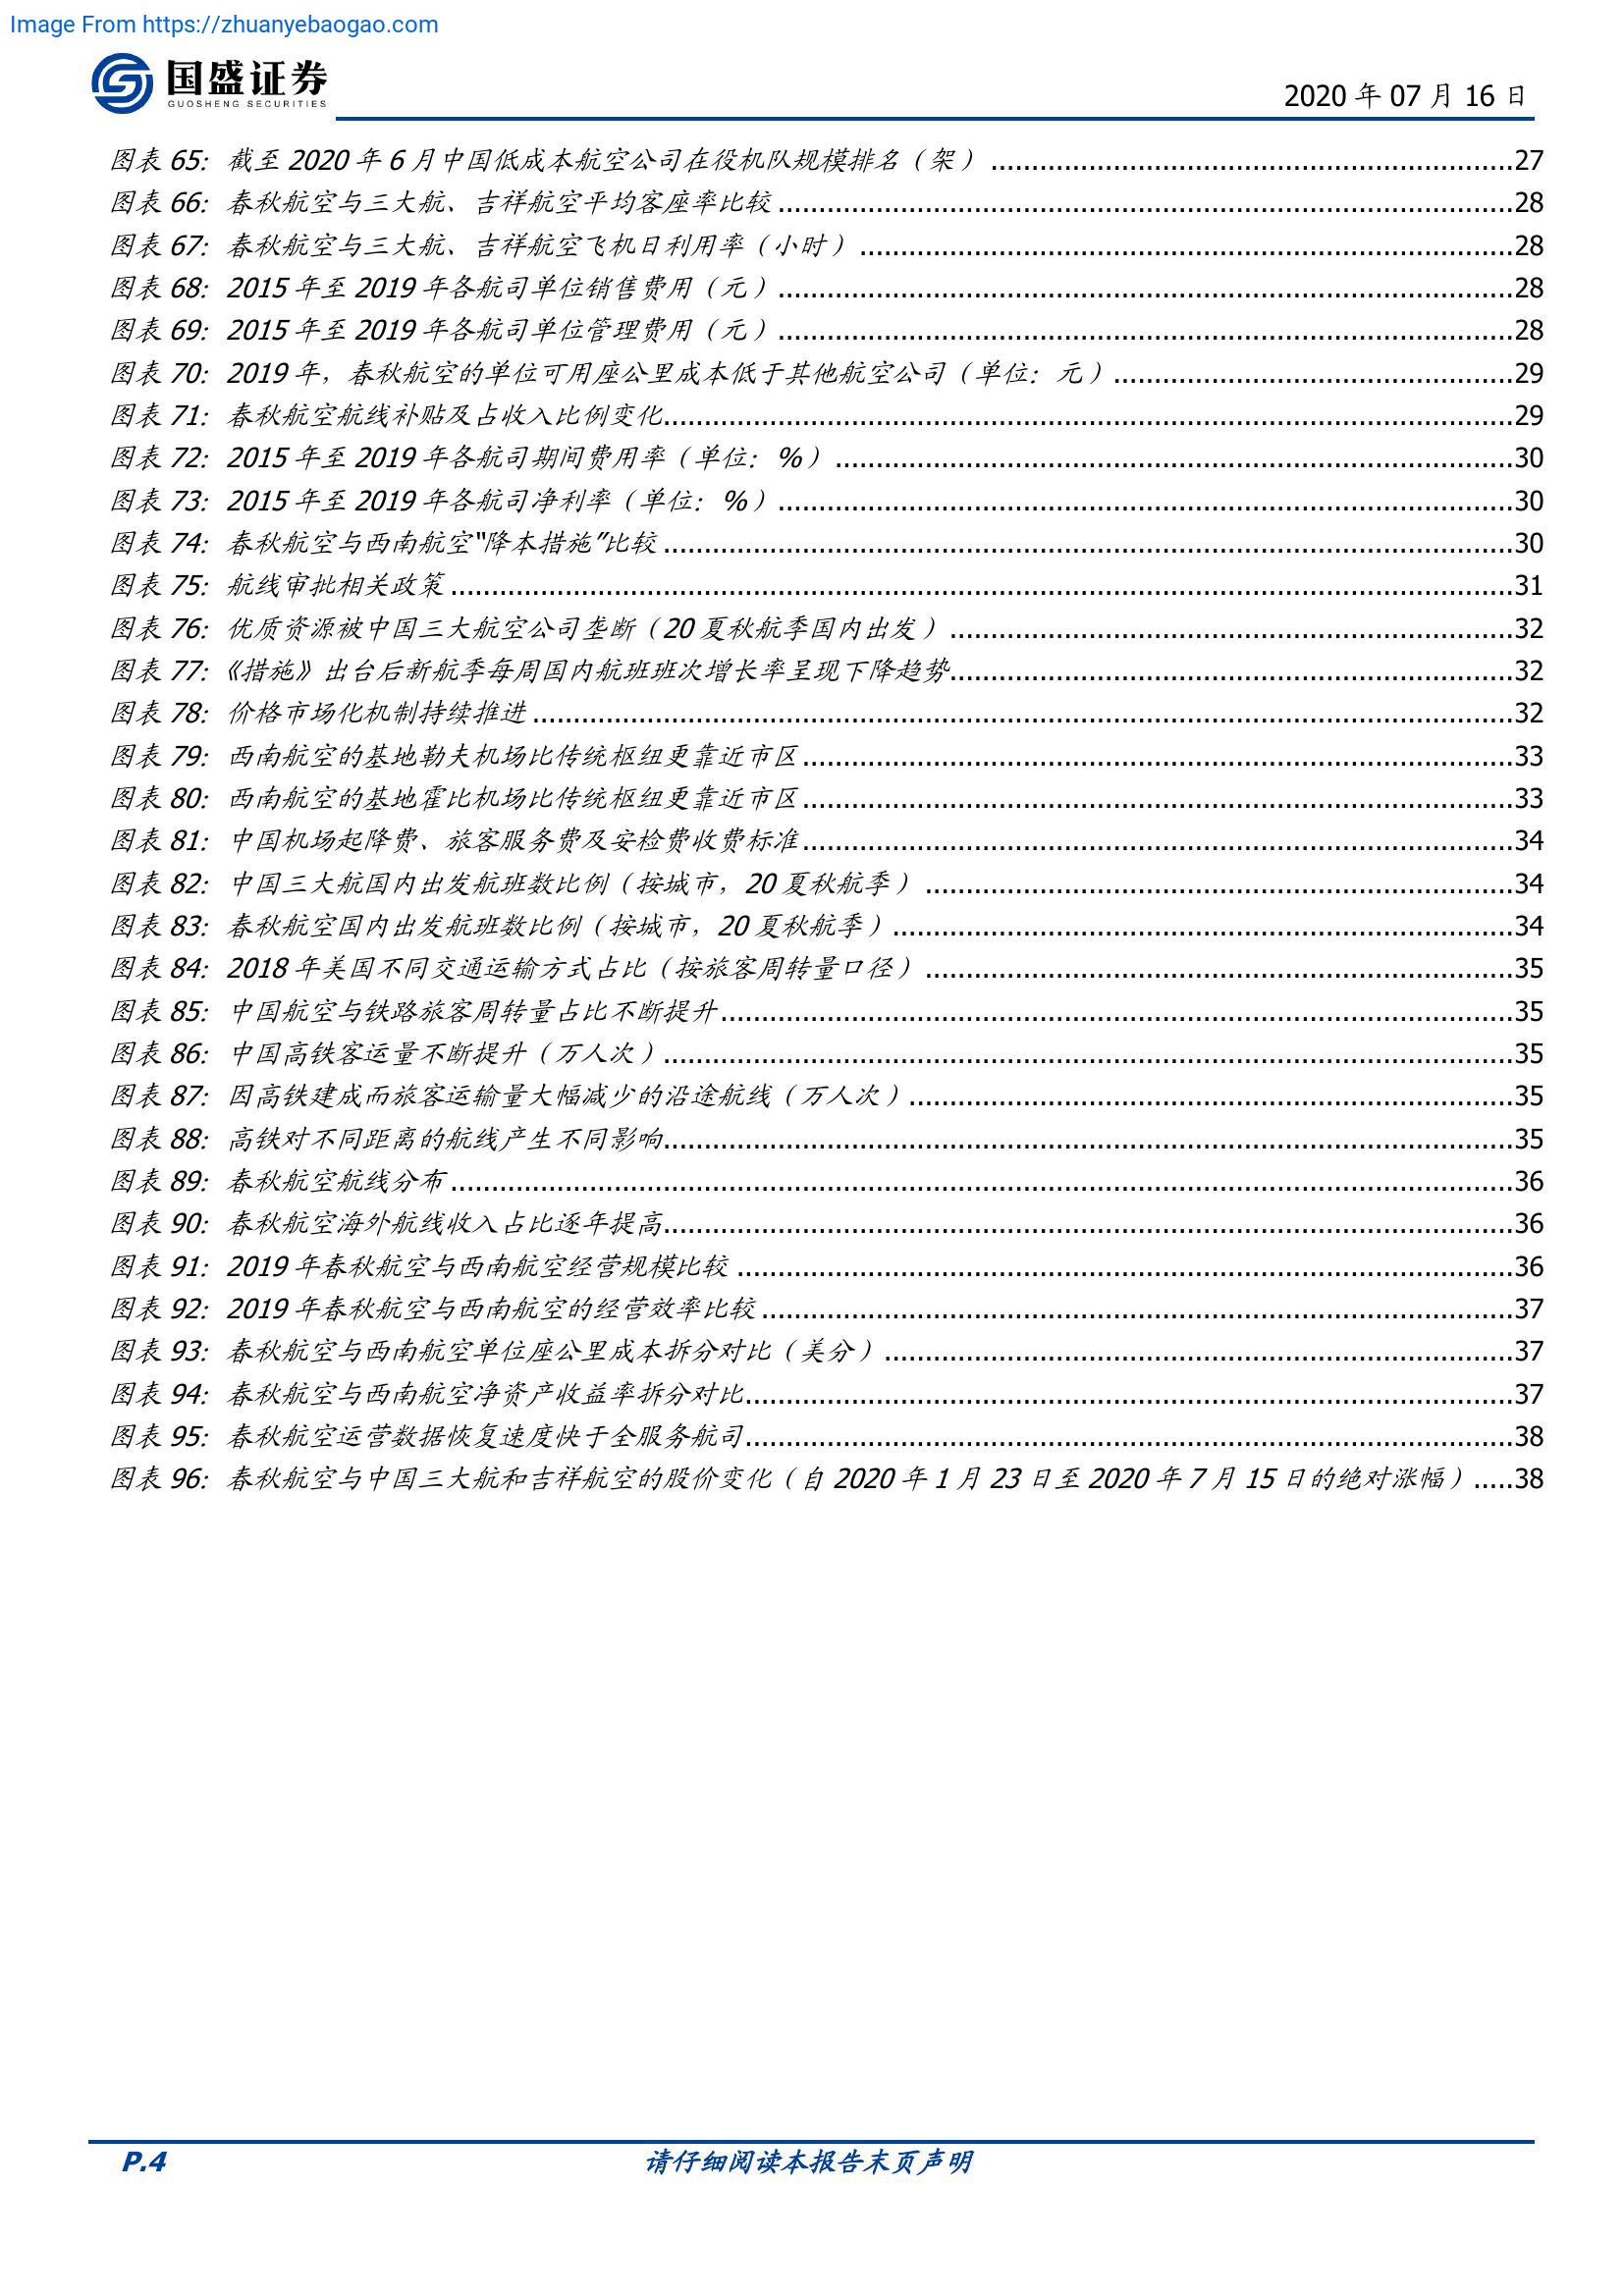 Image From https://zhuanyebaogao.com
国盛证券
GUOSHENG SECURITIES
2020 年 07 月 16 日
图表 65: 截至 2020 年 6 月中国低成本航空公司在役机队规模排名（架）...27
图表 66: 春秋航空与三大航、吉祥航空平均客座率比较...28
图表 67: 春秋航空与三大航、吉祥航空飞机日利用率（小时）...28
图表 68: 2015 年至 2019 年各航司单位销售费用（元）...28
图表 69: 2015 年至 2019 年各航司单位管理费用（元）...28
图表 70: 2019 年，春秋航空的单位可用座公里成本低于其他航空公司（单位：元）...29
图表 71: 春秋航空航线补贴及占收入比例变化...29
图表 72: 2015 年至 2019 年各航司期间费用率（单位：%）...30
图表 73: 2015 年至 2019 年各航司净利率（单位：%）...30
图表 74: 春秋航空与西南航空“降本措施”比较...30
图表 75: 航线审批相关政策...31
图表 76: 优质资源被中国三大航空公司垄断（20 夏秋航季国内出发）...32
图表 77:《措施》出台后新航季每周国内航班班次增长率呈现下降趋势...32
图表 78: 价格市场化机制持续推进...32
图表 79: 西南航空的基地勒夫机场比传统枢纽更靠近市区...33
图表 80: 西南航空的基地霍比机场比传统枢纽更靠近市区...33
图表 81: 中国机场起降费、旅客服务费及安检费收费标准...34
图表 82: 中国三大航国内出发航班数比例（按城市，20 夏秋航季）...34
图表 83: 春秋航空国内出发航班数比例（按城市，20 夏秋航季）...34
图表 84: 2018 年美国不同交通运输方式占比（按旅客周转量口径）...35
图表 85: 中国航空与铁路旅客周转量占比不断提升...35
图表 86: 中国高铁客运量不断提升（万人次）...35
图表 87: 因高铁建成而旅客运输量大幅减少的沿途航线（万人次）...35
图表 88: 高铁对不同距离的航线产生不同影响...35
图表 89: 春秋航空航线分布...36
图表 90: 春秋航空海外航线收入占比逐年提高...36
图表 91: 2019 年春秋航空与西南航空经营规模比较...36
图表 92: 2019 年春秋航空与西南航空的经营效率比较...37
图表 93: 春秋航空与西南航空单位座公里成本拆分对比（美分）...37
图表 94: 春秋航空与西南航空净资产收益率拆分对比...37
图表 95: 春秋航空运营数据恢复速度快于全服务航司...38
图表 96: 春秋航空与中国三大航和吉祥航空的股价变化（自 2020 年 1 月 23 日至 2020 年 7 月 15 日的绝对涨幅）...38
P.4
请仔细阅读本报告末页声明